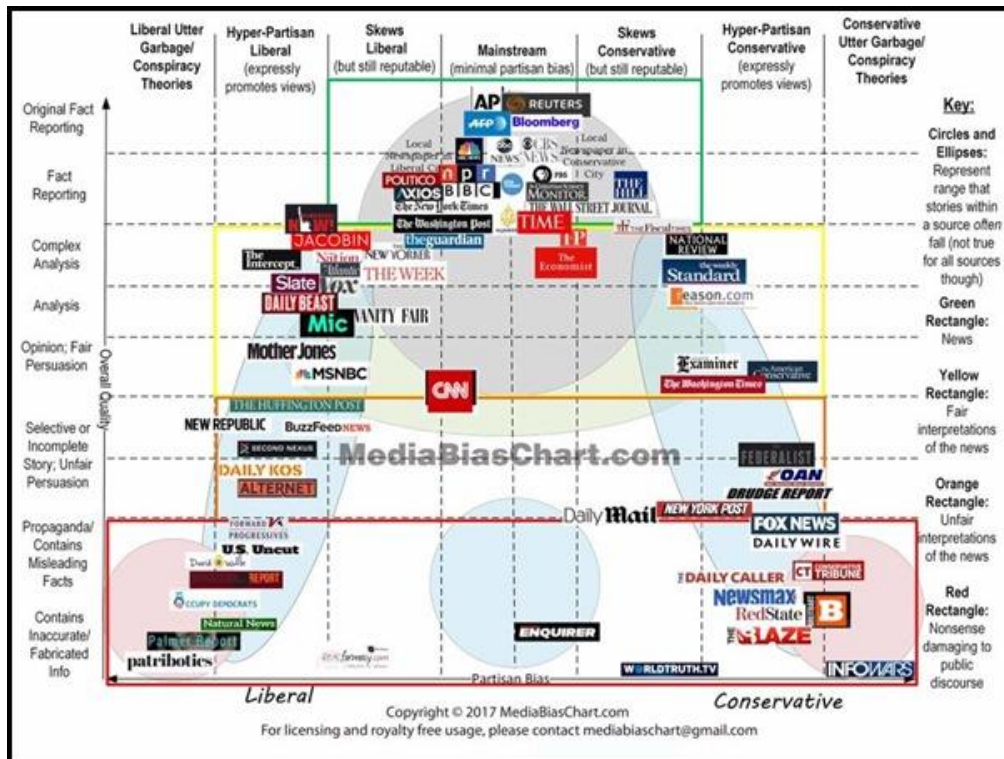 Liberal Utter
Garbage/
Conspiracy
Theories
Hyper-Partisan
Liberal
(expressly
promotes views)
Skews
Liberal
(but still reputable)
Mainstream
(minimal partisan bias)
Skews
Conservative
(but still reputable)
Hyper-Partisan
Conservative
(expressly
promotes views)
Conservative
Utter Garbage/
Conspiracy
Theories
Original Fact
Reporting
Fact
Reporting
Complex
Analysis
Analysis
Opinion; Fair
Persuasion
Selective or
Incomplete
Story; Unfair
Persuasion
Propaganda/
Contains
Misleading
Facts
Contains
Inaccurate/
Fabricated
Info
Overall Quality
AP
REUTERS
AFP
Bloomberg
Local
Newspaper in
Liberal
abc
NEWS
CBS
NEWS
Local
Newspaper in
Conservative
City
POLITICO
AXIOS
npr
BBC
PBS
MONITOR
THE
HILL
The New York Times
The Washington Post
theguardian
TIME
THE WALL STREET JOURNAL
FP
The
Economist
JACOBIN
The
Intercept_
The
Nation
NEW YORKER
The
Atlantic
THE WEEK
Slate
Vox
DAILY BEAST
Mic
VANITY FAIR
NATIONAL
REVIEW
the weekly
Standard
reason.com
Mother Jones
MSNBC
CNN
Examiner
The American
Conservative
The Washington Times
THE HUFFINGTON POST
NEW REPUBLIC
BuzzFeedNEWS
SECOND NEXUS
DAILY KOS
ALTERNET
MediaBiasChart.com
FEDERALIST
OAN
DRUDGE REPORT
Daily Mail
NEW YORK POST
FOX NEWS
DAILY WIRE
FORWARD
PROGRESSIVES
U.S. Uncut
REPORT
OCCUPY DEMOCRATS
Natural News
Palmer Report
patribotics
THE
DAILY CALLER
CT
CONSERVATIVE
TRIBUNE
Newsmax
RedState
B
THE
BLAZE
ENQUIRER
WORLDTRUTH.TV
INFOWARS
Partisan Bias
Liberal
Conservative
Key:
Circles and
Ellipses:
Represent
range that
stories within
a source often
fall (not true
for all sources
though)
Green
Rectangle:
News
Yellow
Rectangle:
Fair
interpretations
of the news
Orange
Rectangle:
Unfair
interpretations
of the news
Red
Rectangle:
Nonsense
damaging to
public
discourse
Copyright © 2017 MediaBiasChart.com
For licensing and royalty free usage, please contact mediabiaschart@gmail.com